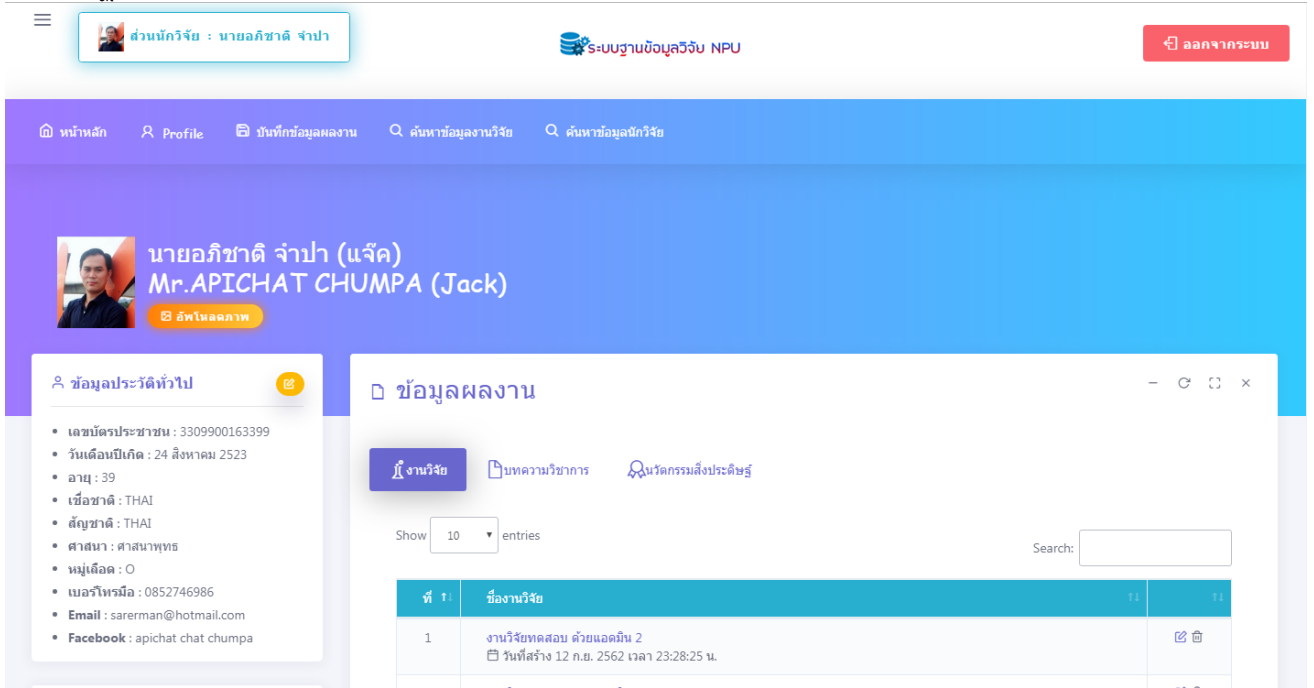 ส่วนนักวิจัย : นายอภิชาติ จำปา
ระบบฐานข้อมูลวิจัย NPU
ออกจากระบบ
หน้าหลัก
Profile
บันทึกข้อมูลผลงาน
ค้นหาข้อมูลงานวิจัย
ค้นหาข้อมูลนักวิจัย
นายอภิชาติ จำปา (แจ๊ค)
Mr.APICHAT CHUMPA (Jack)
อัพโหลดภาพ
ข้อมูลประวัติทั่วไป
เลขบัตรประชาชน : 3309900163399
วันเดือนปีเกิด : 24 สิงหาคม 2523
อายุ : 39
เชื่อชาติ : THAI
สัญชาติ : THAI
ศาสนา : ศาสนาพุทธ
หมู่เลือด : O
เบอร์โทรมือ : 0852746986
Email : sarerman@hotmail.com
Facebook : apichat chat chumpa
ข้อมูลผลงาน
งานวิจัย
บทความวิชาการ
นวัตกรรมสิ่งประดิษฐ์
Show 10 entries
Search:
ที่ ชื่องานวิจัย
1 งานวิจัยทดสอบ ด้วยแอดมิน 2
วันที่สร้าง 12 ก.ย. 2562 เวลา 23:28:25 น.